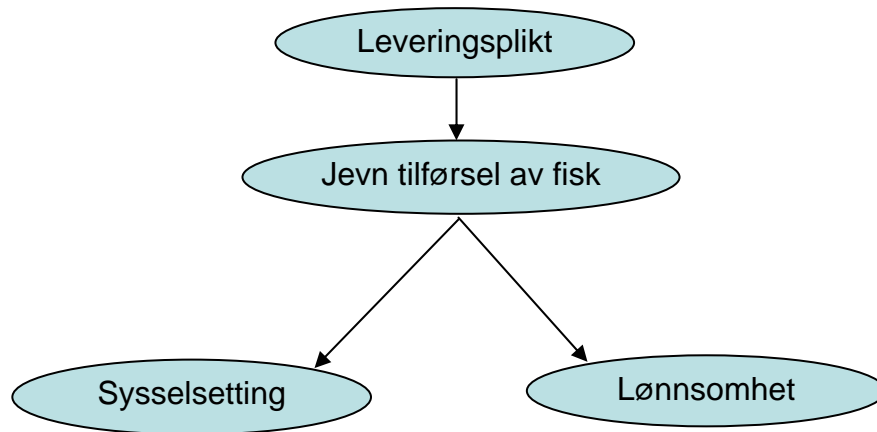 Leveringsplikt
Jevn tilførsel av fisk
Sysselsetting
Lønnsomhet